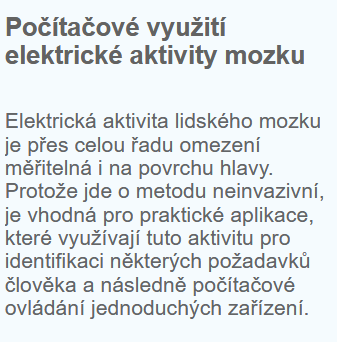 Počítačové využití
elektrické aktivity mozku
Elektrická aktivita lidského mozku
je přes celou řadu omezení
měřitelná i na povrchu hlavy.
Protože jde o metodu neinvazivní,
je vhodná pro praktické aplikace,
které využívají tuto aktivitu pro
identifikaci některých požadavků
člověka a následně počítačové
ovládání jednoduchých zařízení.